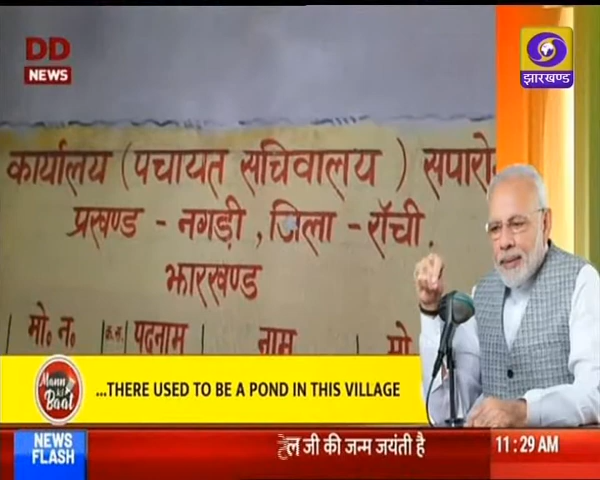 DD
NEWS
झारखण्ड
कार्यालय (पचायत सचिवालय) सपारो
प्रखण्ड - नगड़ी, जिला - राँची.
झारखण्ड
मो. न. पदनाम नाम मो
Mann
Baat
...THERE USED TO BE A POND IN THIS VILLAGE
NEWS
FLASH
जी की जन्म जयंती है
11:29 AM